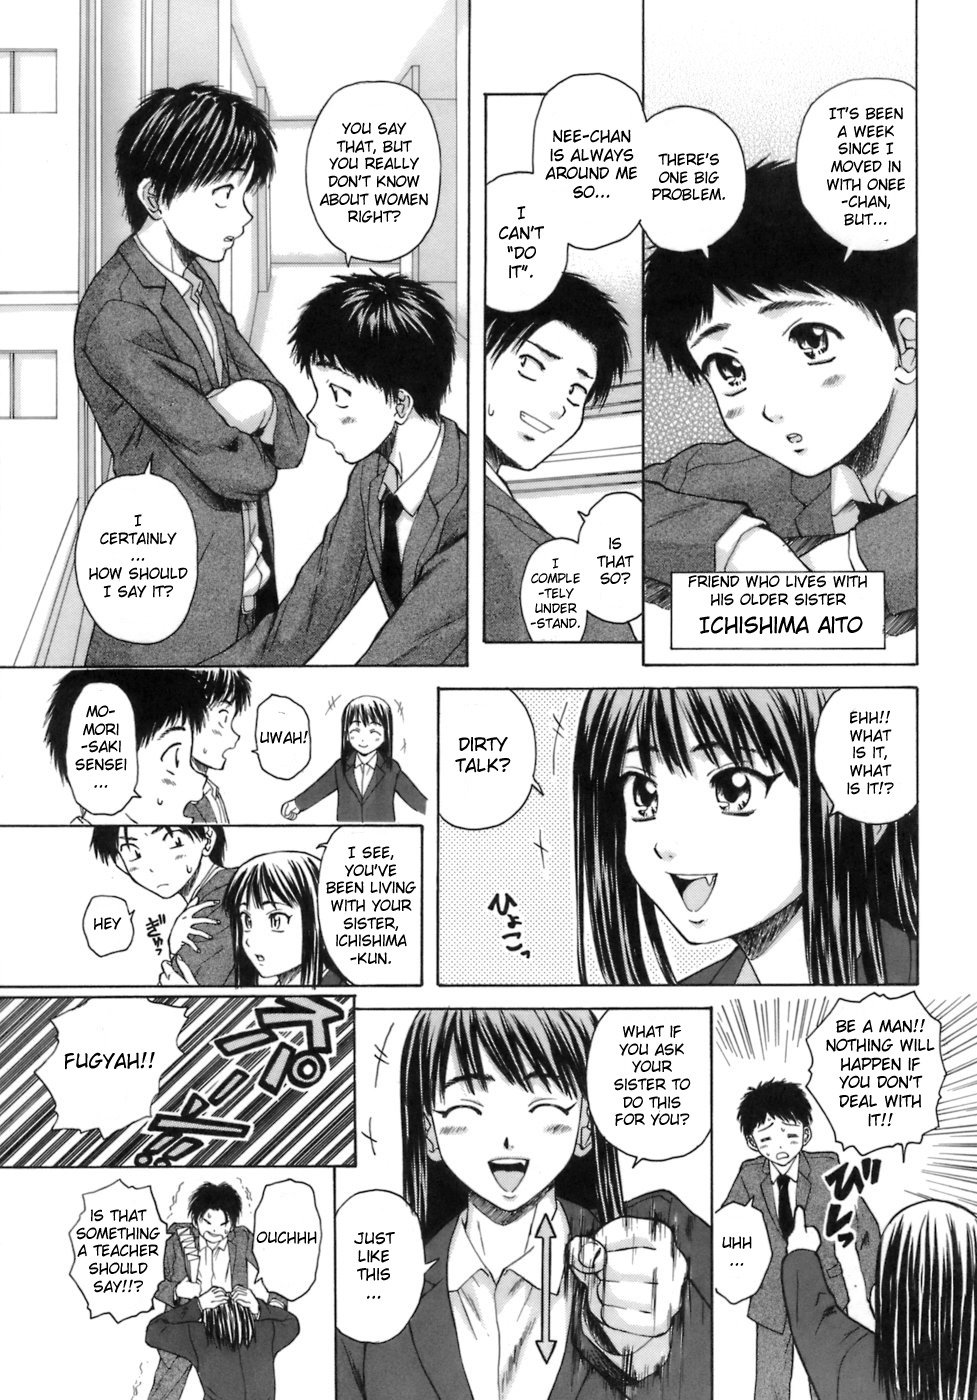 IT'S BEEN
A WEEK
SINCE I
MOVED IN
WITH ONEE
-CHAN,
BUT...
THERE'S
ONE BIG
PROBLEM.
FRIEND WHO LIVES WITH
HIS OLDER SISTER
ICHISHIMA AITO
NEE-CHAN
IS ALWAYS
AROUND ME
SO...
I
CAN'T
"DO
IT".
IS
THAT
SO?
I
COMPLE
-TELY
UNDER
-STAND.
YOU SAY
THAT, BUT
YOU REALLY
DON'T KNOW
ABOUT WOMEN
RIGHT?
I
CERTAINLY
...
HOW SHOULD
I SAY IT?
EHH!!
WHAT
IS IT,
WHAT
IS IT!?
DIRTY
TALK?
ひょこっ
UWAH!
MO-
MORI
-SAKI
SENSEI
...
I SEE,
YOU'VE
BEEN LIVING
WITH YOUR
SISTER,
ICHISHIMA
-KUN.
HEY
ぎゅっ
BE A MAN!!
NOTHING WILL
HAPPEN IF
YOU DON'T
DEAL WITH
IT!!
ビシッ
UHH
...
WHAT IF
YOU ASK
YOUR
SISTER TO
DO THIS
FOR YOU?
JUST
LIKE
THIS
...
FUGYAH!!
OUCHHH
IS THAT
SOMETHING
A TEACHER
SHOULD
SAY!!?